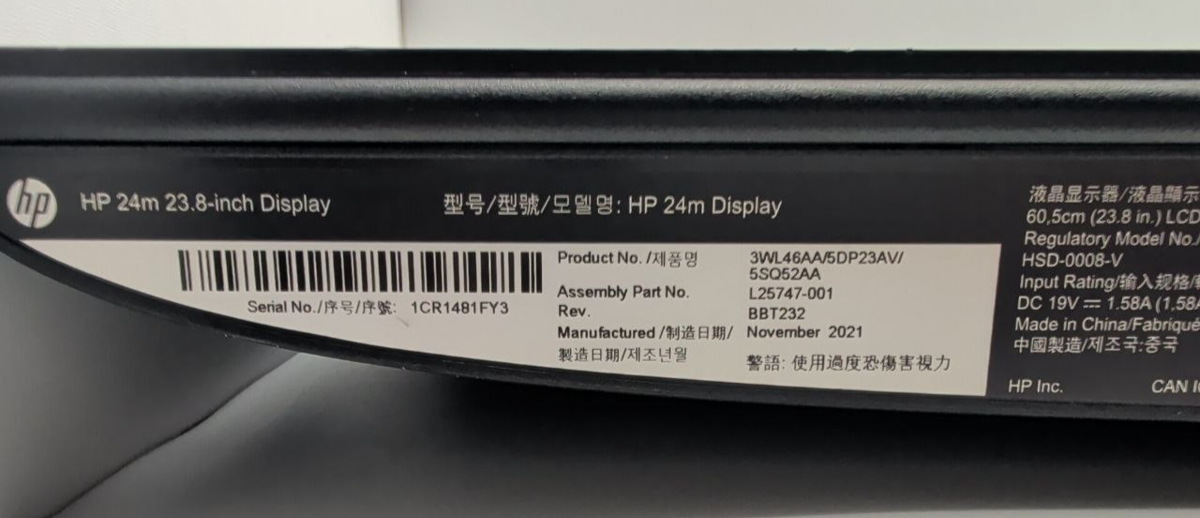 hp
HP 24m 23.8-inch Display
型号/型號/모델명: HP 24m Display
Serial No./序号/序號: 1CR1481FY3
Product No./제품명 3WL46AA/5DP23AV/
5SQ52AA
Assembly Part No. L25747-001
Rev. BBT232
Manufactured /制造日期/ November 2021
製造日期/제조년월
警語: 使用過度恐傷害視力
液晶显示器/液晶顯示
60,5cm (23.8 in.) LCD
Regulatory Model No./
HSD-0008-V
Input Rating/输入规格/
DC 19V ⎓ 1.58A (1,58
Made in China/Fabriqué
中國製造/제조국:중국
HP Inc. CAN